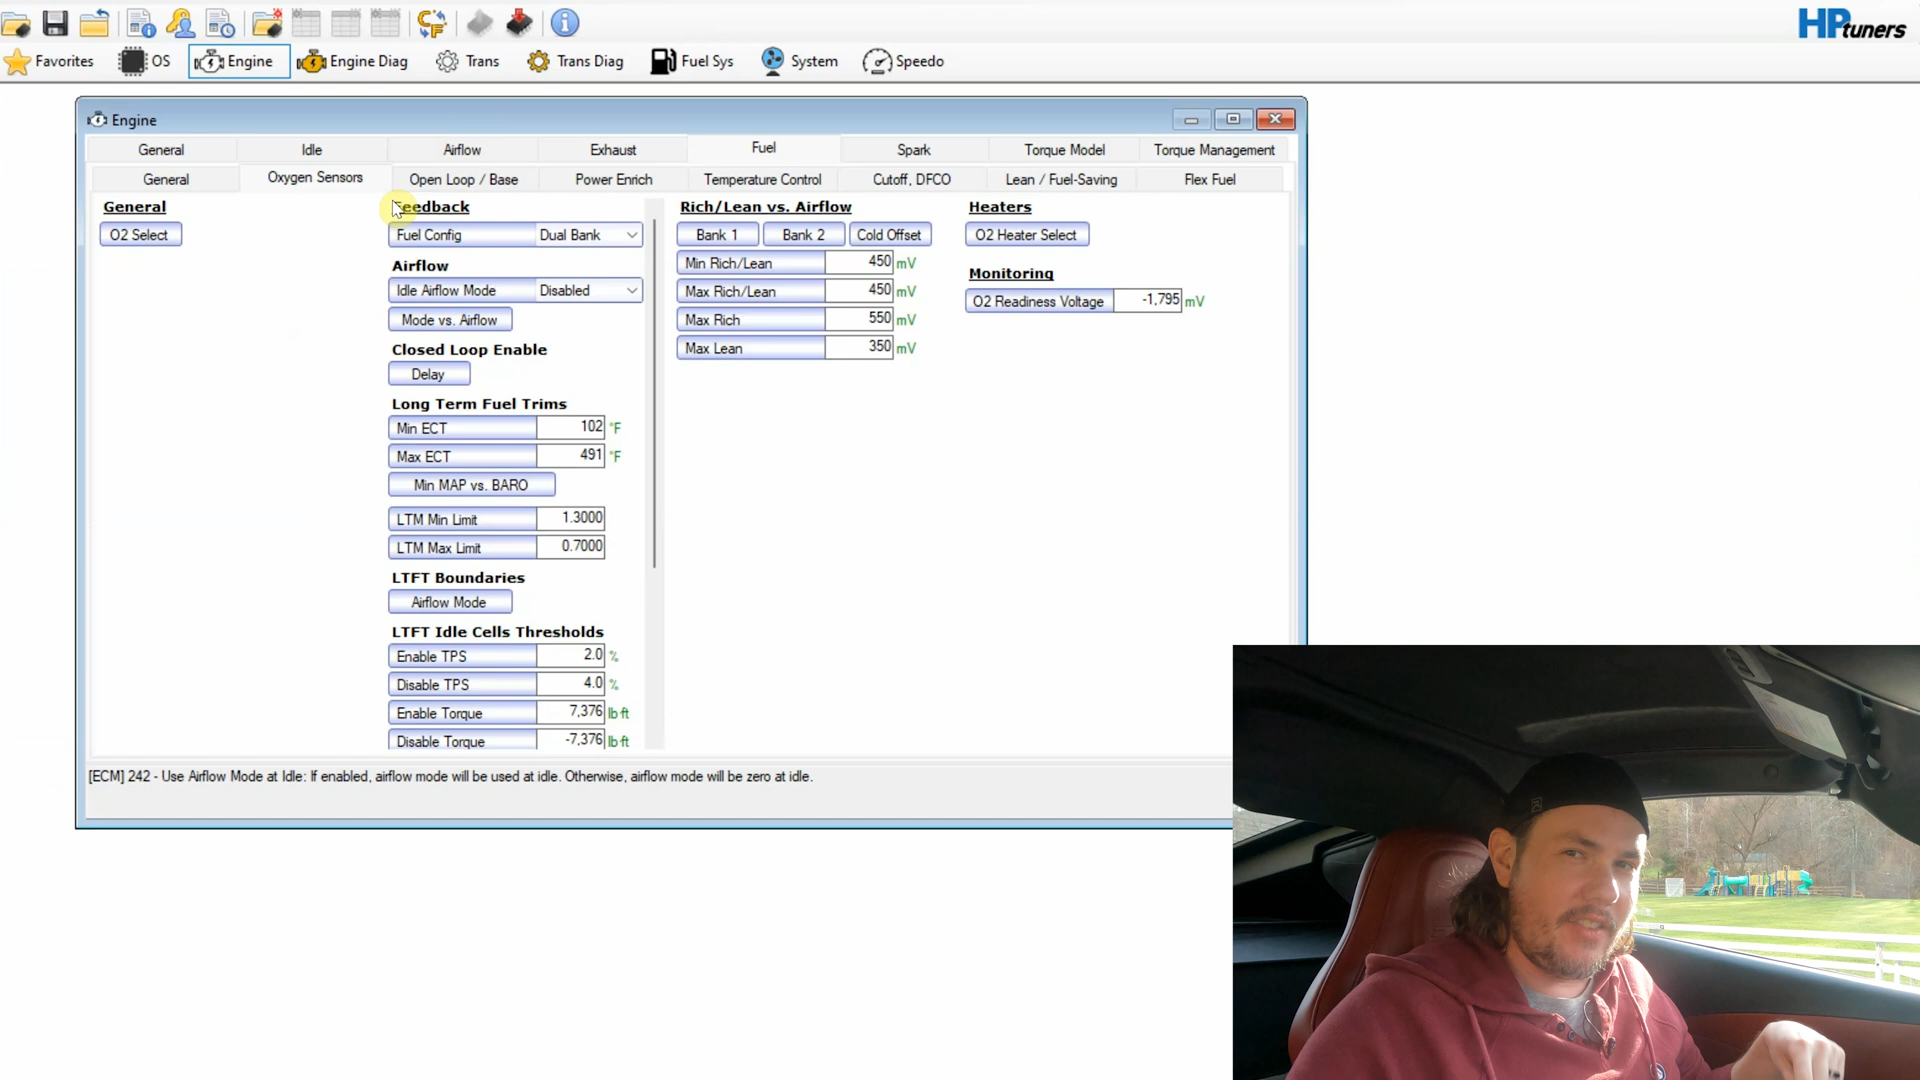 HPtuners
Favorites OS Engine Engine Diag Trans Trans Diag Fuel Sys System Speedo
Engine
General Idle Airflow Exhaust Fuel Spark Torque Model Torque Management
General Oxygen Sensors Open Loop / Base Power Enrich Temperature Control Cutoff, DFCO Lean / Fuel-Saving Flex Fuel
General
O2 Select
Feedback
Fuel Config Dual Bank
Airflow
Idle Airflow Mode Disabled
Mode vs. Airflow
Closed Loop Enable
Delay
Long Term Fuel Trims
Min ECT 102 °F
Max ECT 491 °F
Min MAP vs. BARO
LTM Min Limit 1.3000
LTM Max Limit 0.7000
LTFT Boundaries
Airflow Mode
LTFT Idle Cells Thresholds
Enable TPS 2.0 %
Disable TPS 4.0 %
Enable Torque 7,376 lb·ft
Disable Torque -7,376 lb·ft
Rich/Lean vs. Airflow
Bank 1 Bank 2 Cold Offset
Min Rich/Lean 450 mV
Max Rich/Lean 450 mV
Max Rich 550 mV
Max Lean 350 mV
Heaters
O2 Heater Select
Monitoring
O2 Readiness Voltage -1,795 mV
[ECM] 242 - Use Airflow Mode at Idle: If enabled, airflow mode will be used at idle. Otherwise, airflow mode will be zero at idle.